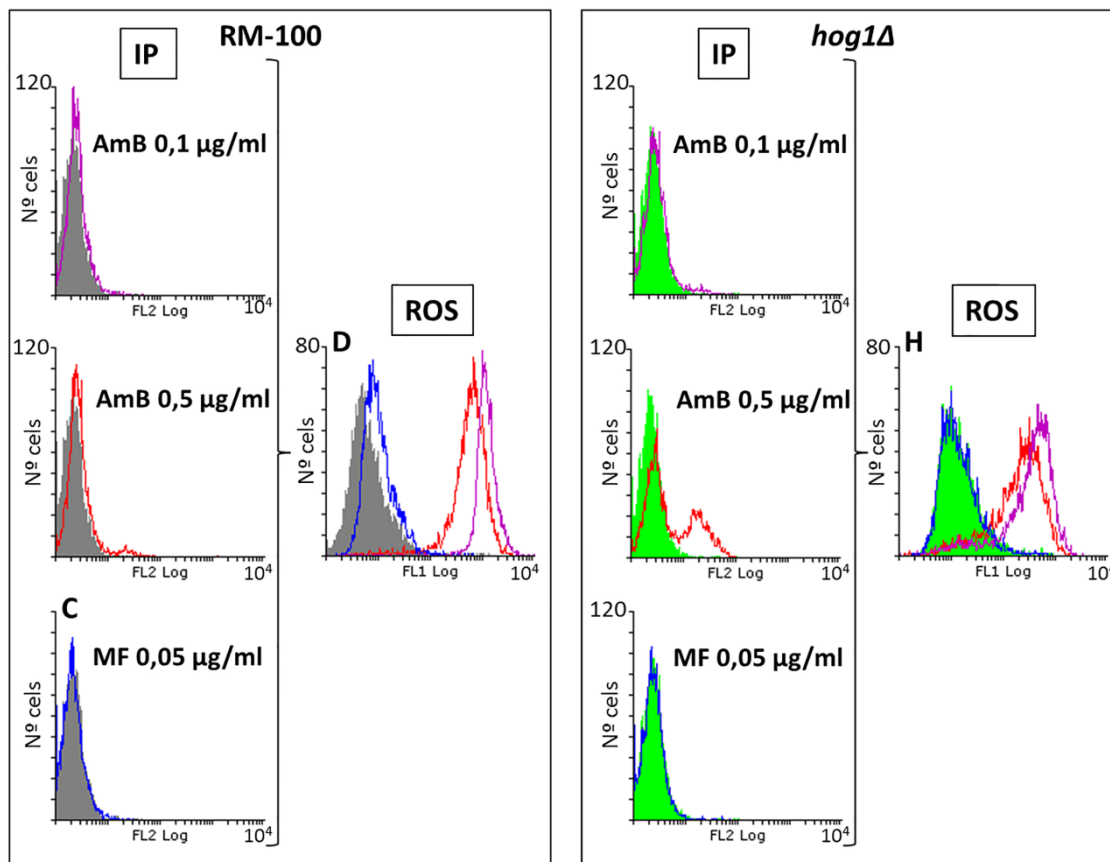 RM-100
IP
120
AmB 0,1 µg/ml
Nº cels
FL2 Log
10⁴
120
AmB 0,5 µg/ml
Nº cels
FL2 Log
10⁴
C
MF 0,05 µg/ml
Nº cels
FL2 Log
10⁴
ROS
80
D
Nº cels
FL1 Log
10⁴
hog1Δ
IP
120
AmB 0,1 µg/ml
Nº cels
FL2 Log
10⁴
120
AmB 0,5 µg/ml
Nº cels
FL2 Log
10⁴
120
MF 0,05 µg/ml
Nº cels
FL2 Log
10⁴
ROS
80
H
Nº cels
FL1 Log